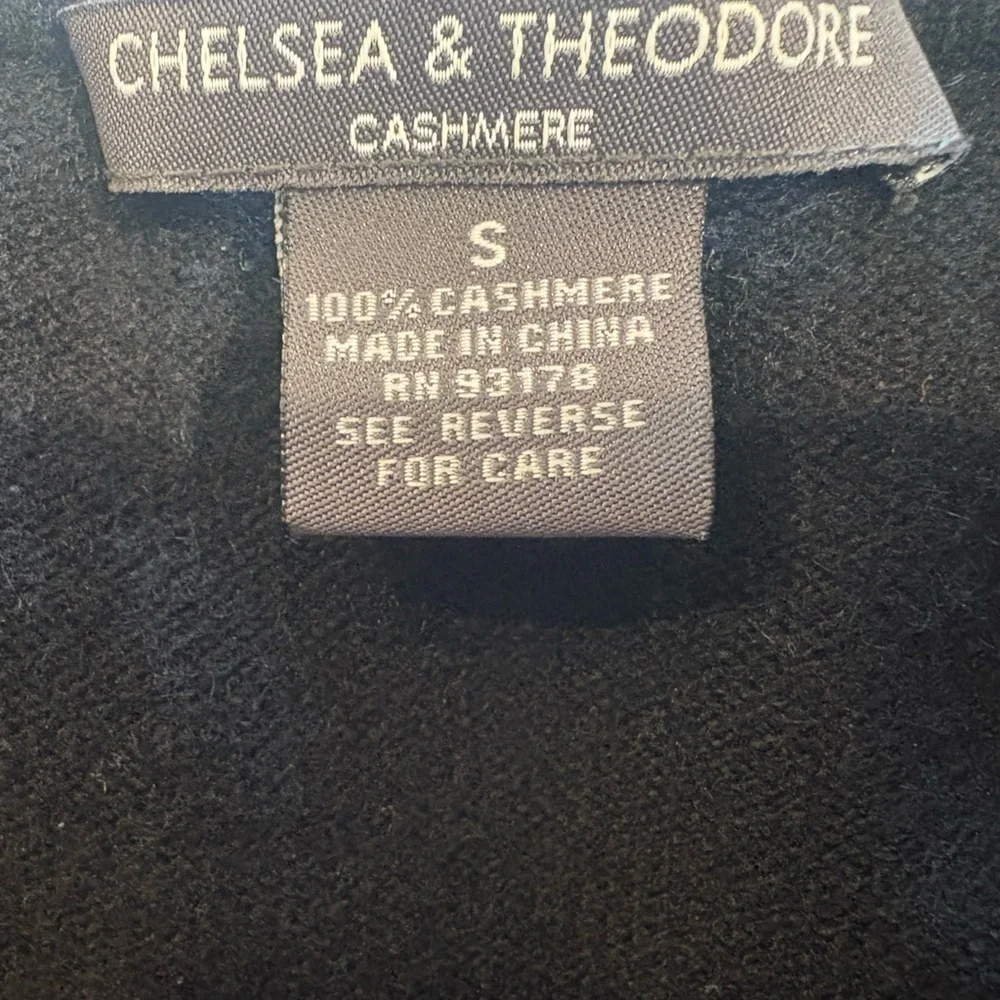 CHELSEA & THEODORE
CASHMERE
S
100% CASHMERE
MADE IN CHINA
RN 93178
SEE REVERSE
FOR CARE